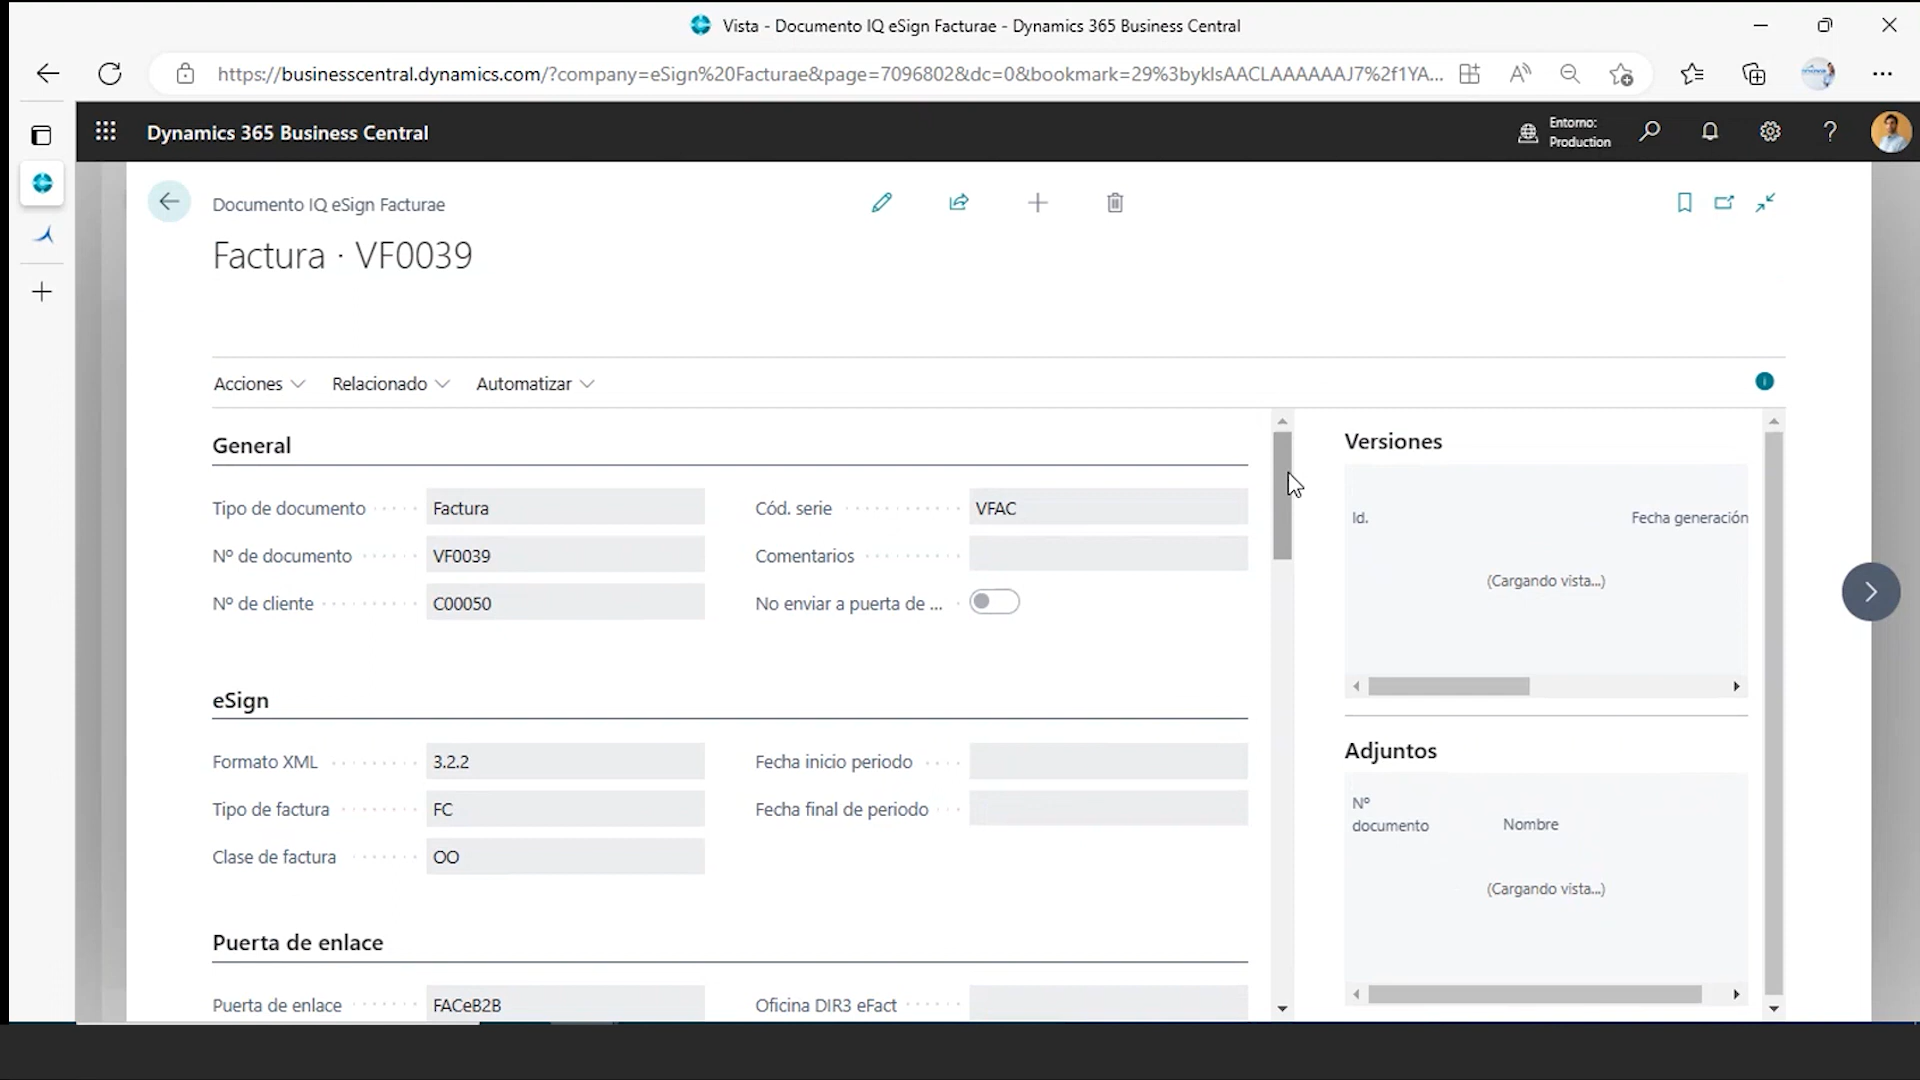 Vista - Documento IQ eSign Facturae - Dynamics 365 Business Central
https://businesscentral.dynamics.com/?company=eSign%20Facturae&page=7096802&dc=0&bookmark=29%3bykIsAACLAAAAAAJ7%2f1YA...
Dynamics 365 Business Central
Entorno:
Production
Documento IQ eSign Facturae
Factura · VF0039
Acciones
Relacionado
Automatizar
General
Versiones
Tipo de documento
Factura
Cód. serie
VFAC
Id.
Fecha generación
Nº de documento
VF0039
Comentarios
(Cargando vista...)
Nº de cliente
C00050
No enviar a puerta de ...
eSign
Adjuntos
Formato XML
3.2.2
Fecha inicio periodo
Tipo de factura
FC
Fecha final de periodo
Nº
documento
Nombre
Clase de factura
OO
(Cargando vista...)
Puerta de enlace
Puerta de enlace
FACeB2B
Oficina DIR3 eFact